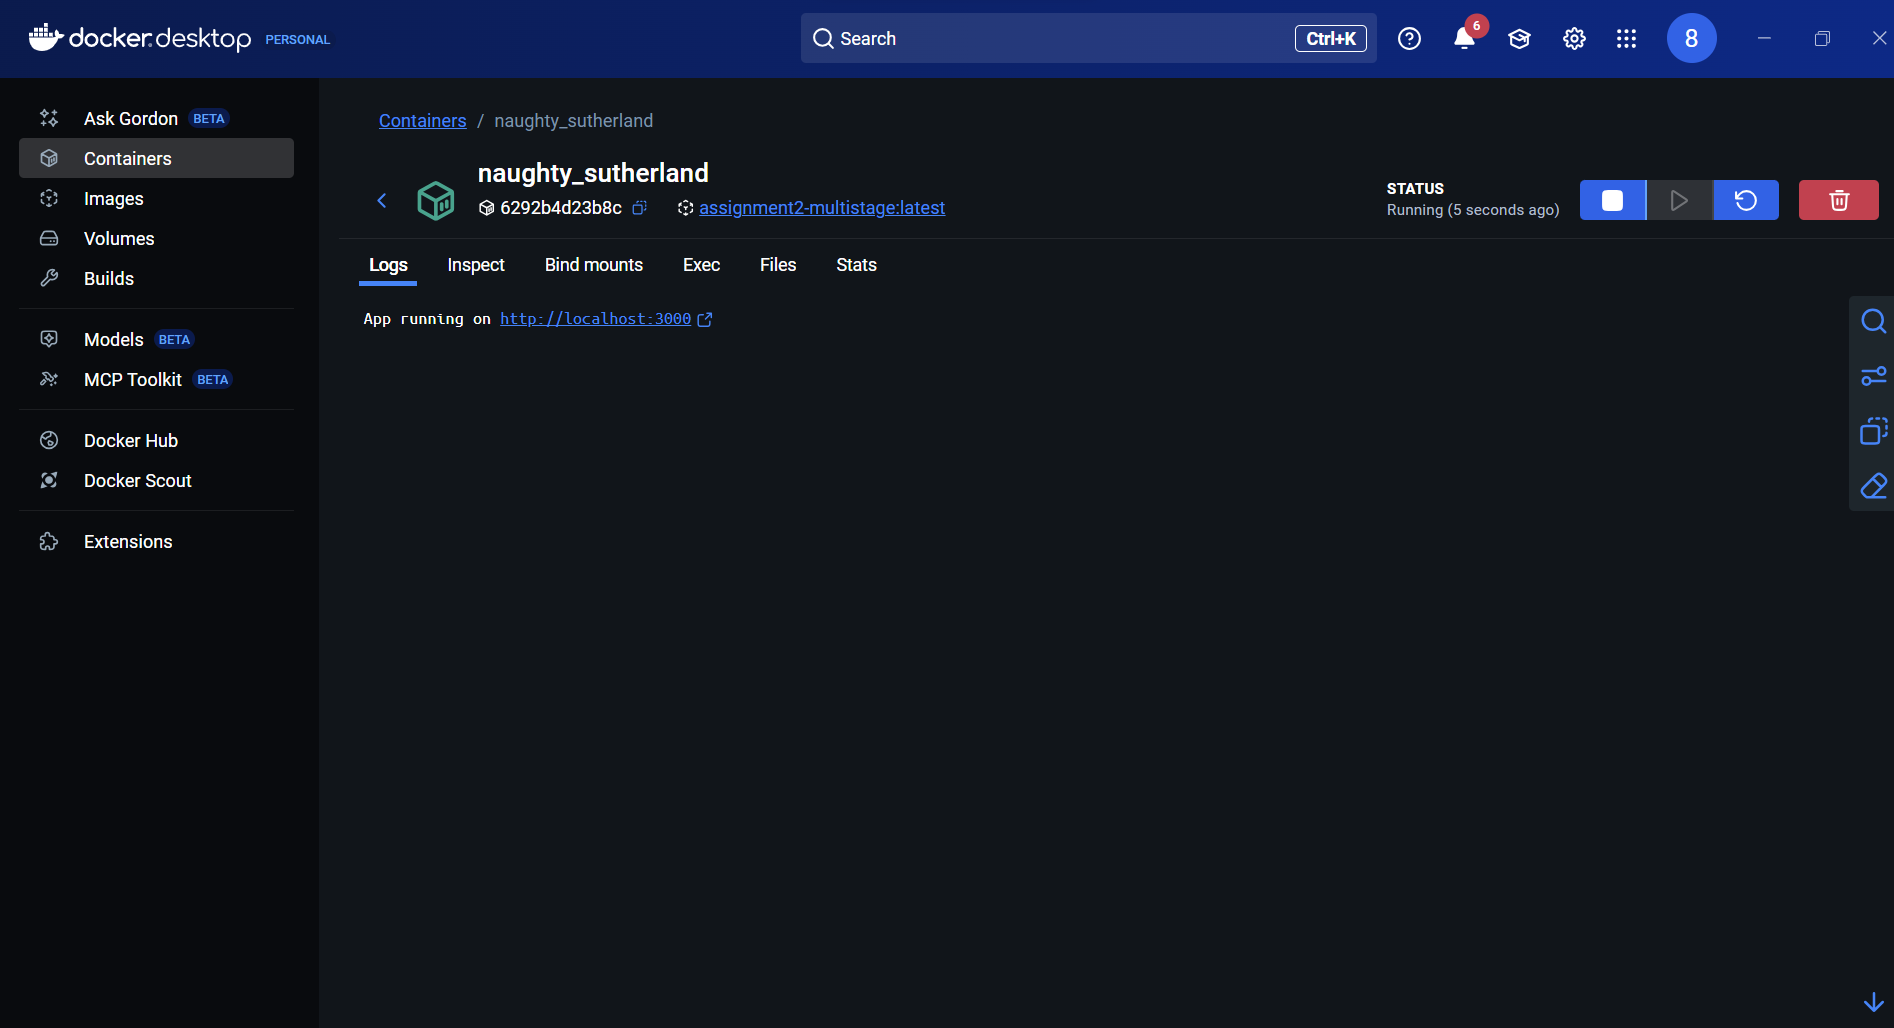 docker.desktop PERSONAL
Search
Ctrl+K
6
8
Ask Gordon BETA
Containers
Images
Volumes
Builds
Models BETA
MCP Toolkit BETA
Docker Hub
Docker Scout
Extensions
Containers / naughty_sutherland
naughty_sutherland
6292b4d23b8c
assignment2-multistage:latest
STATUS
Running (5 seconds ago)
Logs
Inspect
Bind mounts
Exec
Files
Stats
App running on http://localhost:3000